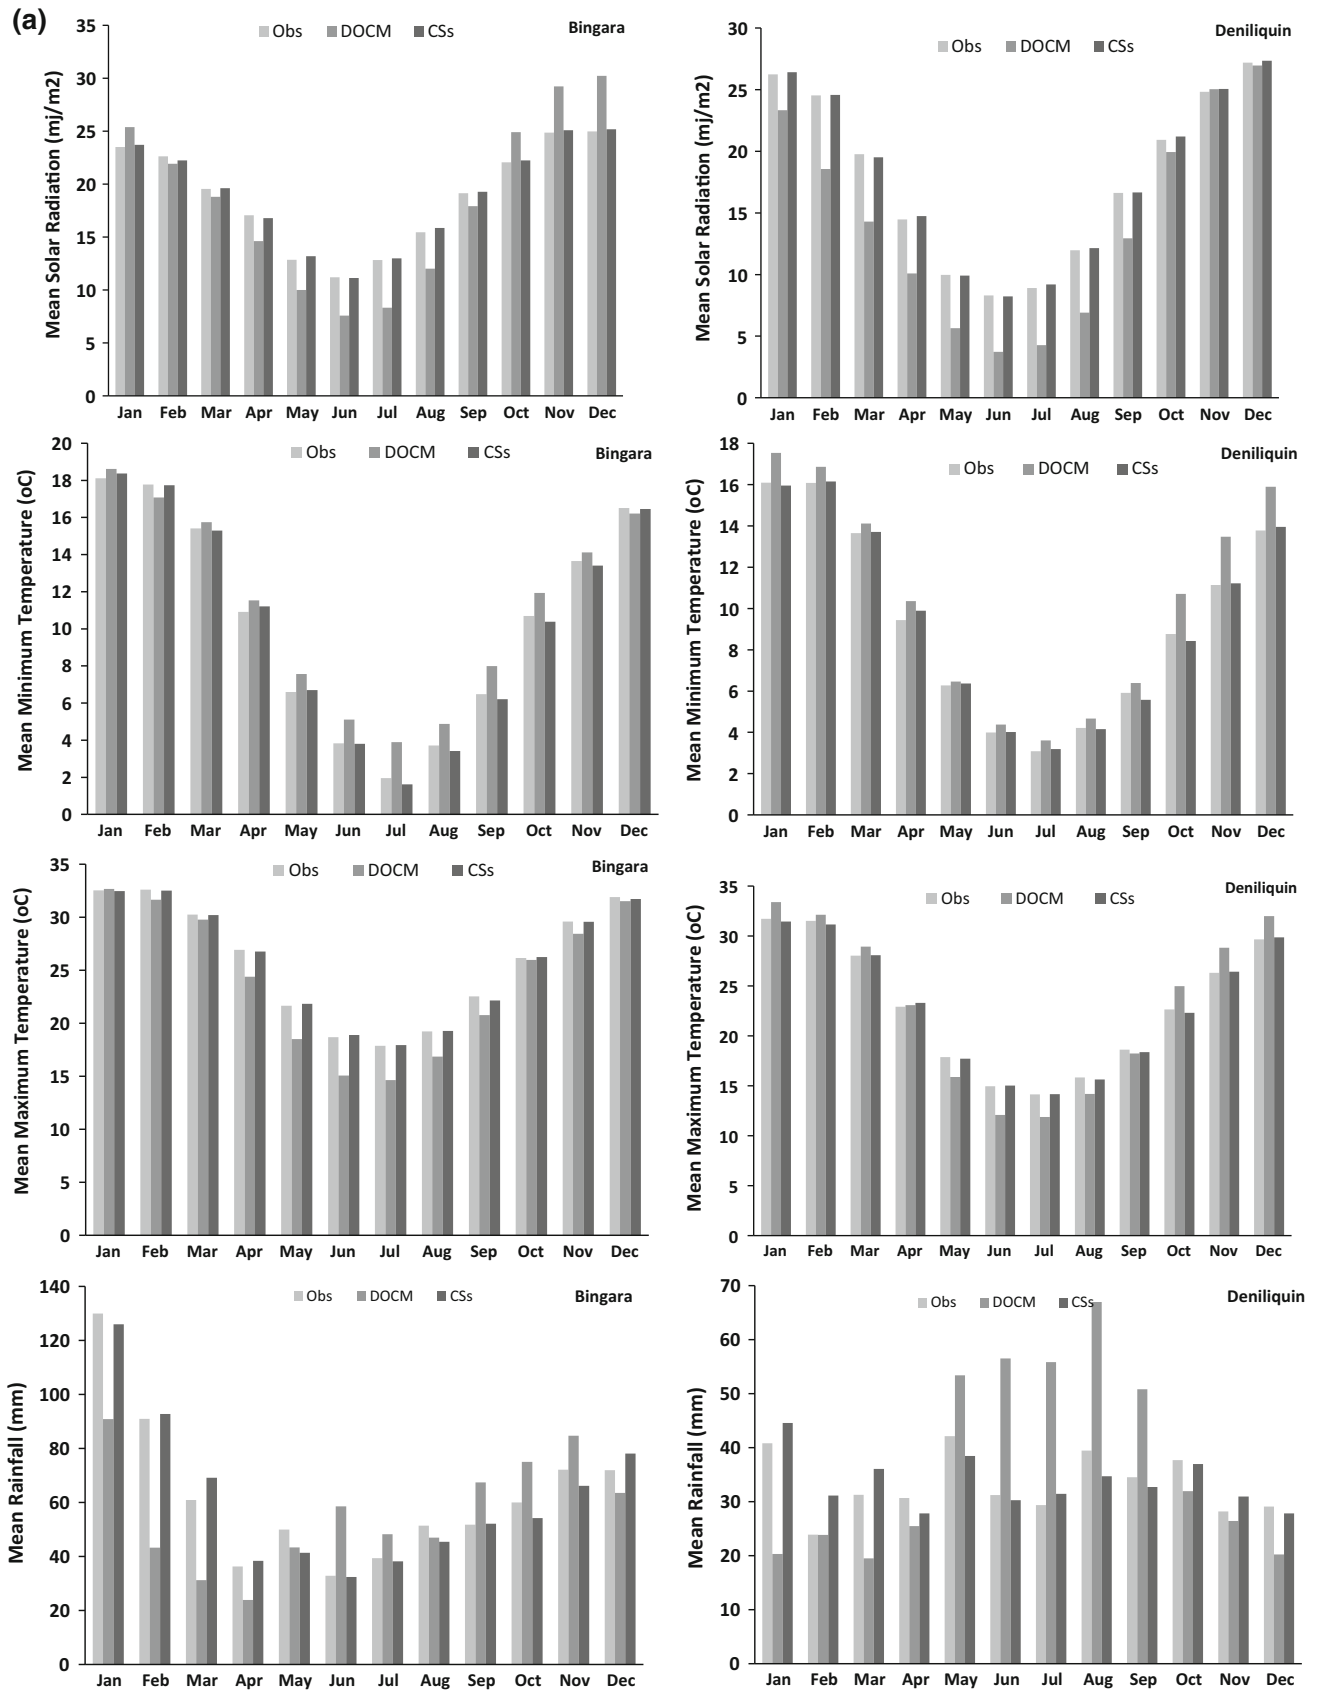 (a)
Obs DOCM CSs Bingara
Mean Solar Radiation (mj/m2)
35
30
25
20
15
10
5
0
Jan Feb Mar Apr May Jun Jul Aug Sep Oct Nov Dec
Obs DOCM CSs Deniliquin
Mean Solar Radiation (mj/m2)
30
25
20
15
10
5
0
Jan Feb Mar Apr May Jun Jul Aug Sep Oct Nov Dec
Obs DOCM CSs Bingara
Mean Minimum Temperature (oC)
20
18
16
14
12
10
8
6
4
2
0
Jan Feb Mar Apr May Jun Jul Aug Sep Oct Nov Dec
Obs DOCM CSs Deniliquin
Mean Minimum Temperature (oC)
18
16
14
12
10
8
6
4
2
0
Jan Feb Mar Apr May Jun Jul Aug Sep Oct Nov Dec
Obs DOCM CSs Bingara
Mean Maximum Temperature (oC)
35
30
25
20
15
10
5
0
Jan Feb Mar Apr May Jun Jul Aug Sep Oct Nov Dec
Obs DOCM CSs Deniliquin
Mean Maximum Temperature (oC)
35
30
25
20
15
10
5
0
Jan Feb Mar Apr May Jun Jul Aug Sep Oct Nov Dec
Obs DOCM CSs Bingara
Mean Rainfall (mm)
140
120
100
80
60
40
20
0
Jan Feb Mar Apr May Jun Jul Aug Sep Oct Nov Dec
Obs DOCM CSs Deniliquin
Mean Rainfall (mm)
70
60
50
40
30
20
10
0
Jan Feb Mar Apr May Jun Jul Aug Sep Oct Nov Dec